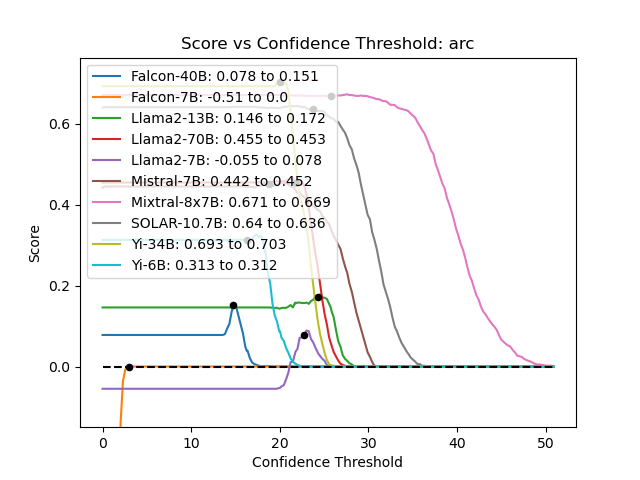 Score vs Confidence Threshold: arc
Falcon-40B: 0.078 to 0.151
Falcon-7B: -0.51 to 0.0
Llama2-13B: 0.146 to 0.172
Llama2-70B: 0.455 to 0.453
Llama2-7B: -0.055 to 0.078
Mistral-7B: 0.442 to 0.452
Mixtral-8x7B: 0.671 to 0.669
SOLAR-10.7B: 0.64 to 0.636
Yi-34B: 0.693 to 0.703
Yi-6B: 0.313 to 0.312
Score
0.6
0.4
0.2
0.0
0 10 20 30 40 50
Confidence Threshold